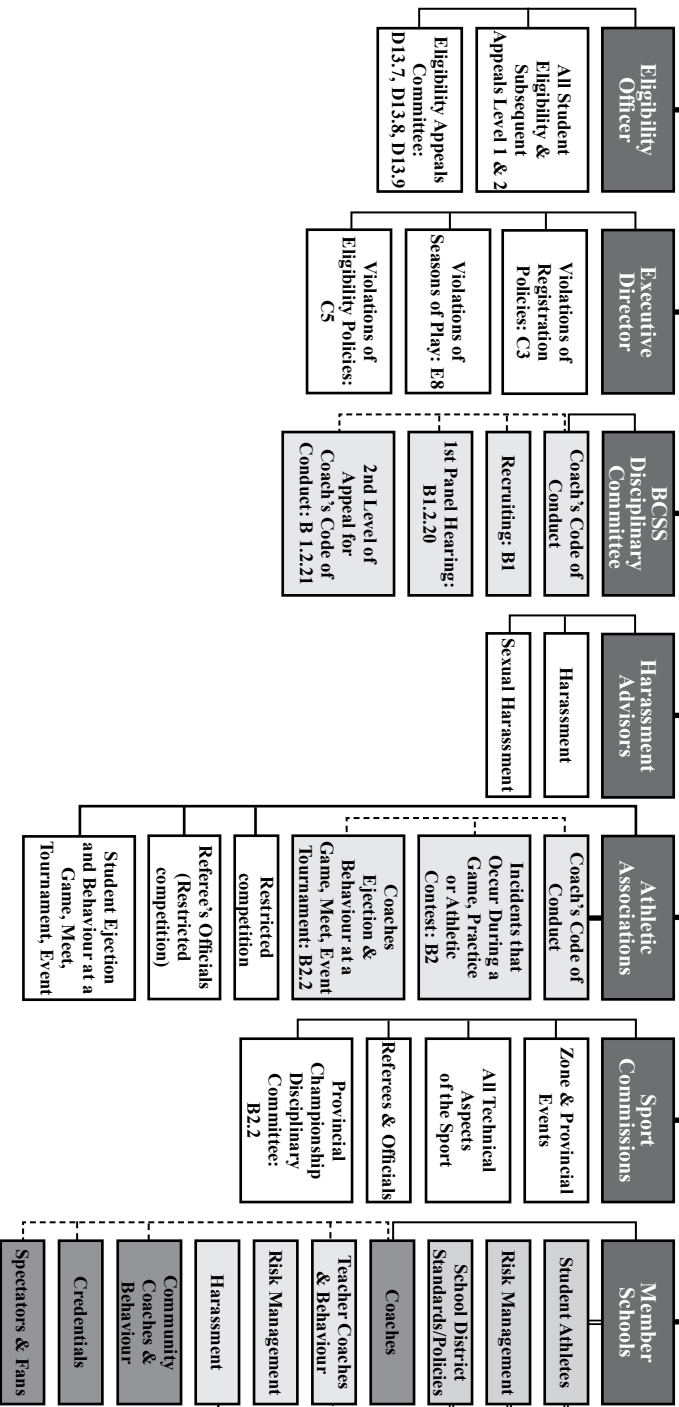 Eligibility
Officer
All Student
Eligibility &
Subsequent
Appeals Level 1 & 2
Eligibility Appeals
Committee:
D13.7, D13.8, D13.9
Executive
Director
Violations of
Registration
Policies: C3
Violations of
Seasons of Play: E8
Violations of
Eligibility Policies:
C5
BCSS
Disciplinary
Committee
Coach's Code of
Conduct
Recruiting: B1
1st Panel Hearing:
B1.2.20
2nd Level of
Appeal for
Coach's Code of
Conduct: B 1.2.21
Harassment
Advisors
Harassment
Sexual Harassment
Athletic
Associations
Coach's Code of
Conduct
Incidents that
Occur During a
Game, Practice
or Athletic
Contest: B2
Coaches
Ejection &
Behaviour at a
Game, Meet, Event
Tournament: B2.2
Restricted
competition
Referee's Officials
(Restricted
competition)
Student Ejection
and Behaviour at a
Game, Meet,
Tournament, Event
Sport
Commissions
Zone & Provincial
Events
All Technical
Aspects
of the Sport
Referees & Officials
Provincial
Championship
Disciplinary
Committee:
B2.2
Member
Schools
Student Athletes
Risk Management
School District
Standards/Policies
Coaches
Teacher Coaches
& Behaviour
Risk Management
Harassment
Community
Coaches &
Behaviour
Credentials
Spectators & Fans